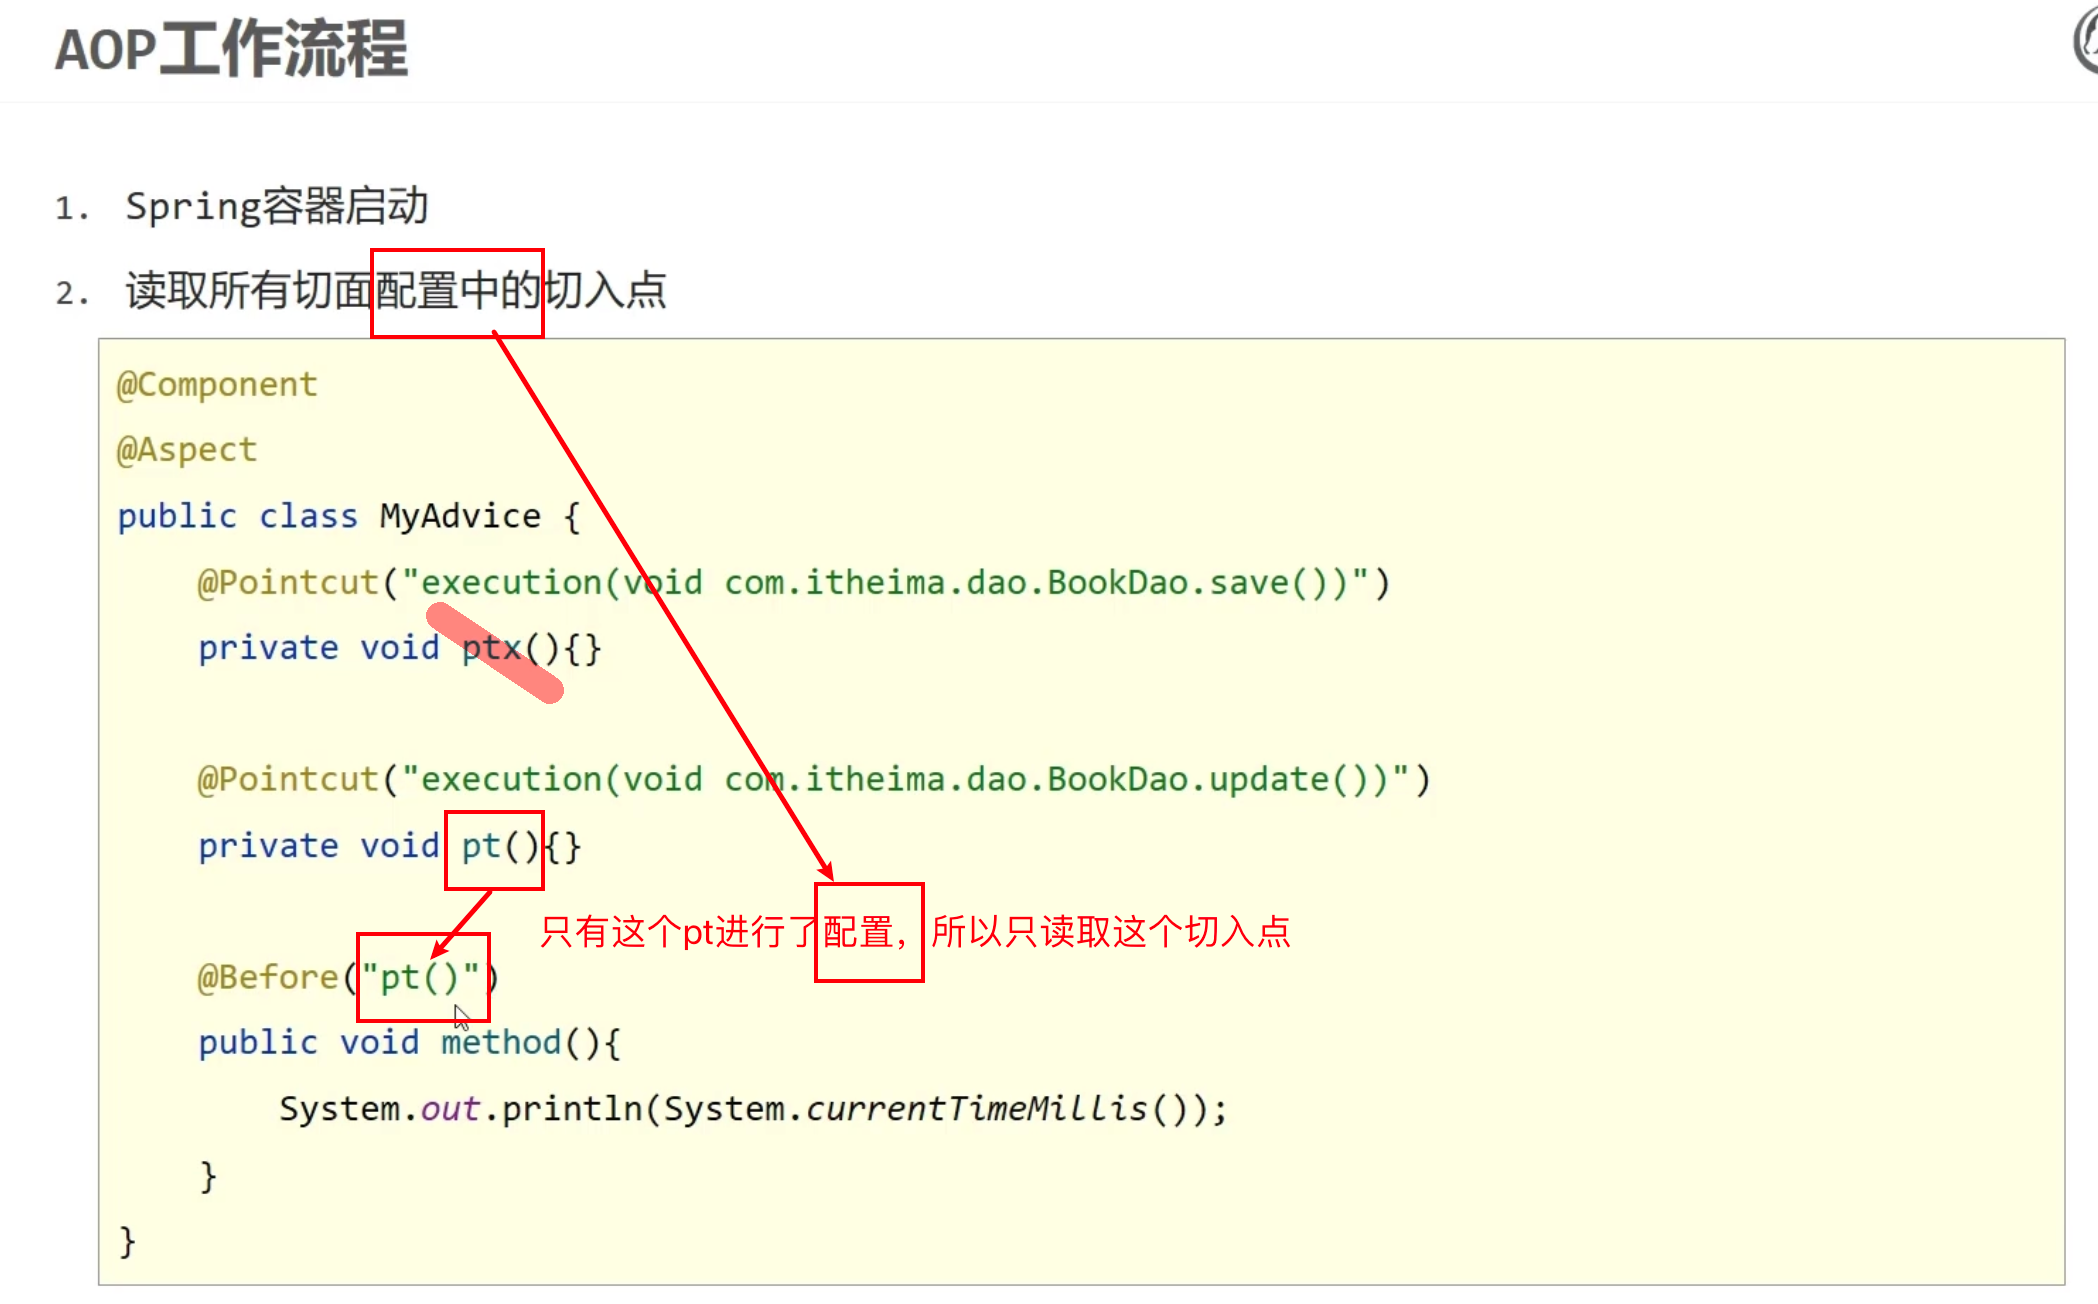 AOP工作流程
1. Spring容器启动
2. 读取所有切面配置中的切入点
@Component
@Aspect
public class MyAdvice {
    @Pointcut("execution(void com.itheima.dao.BookDao.save())")
    private void ptx(){}
    @Pointcut("execution(void com.itheima.dao.BookDao.update())")
    private void pt(){}
只有这个pt进行了配置，所以只读取这个切入点
    @Before("pt()")
    public void method(){
        System.out.println(System.currentTimeMillis());
    }
}